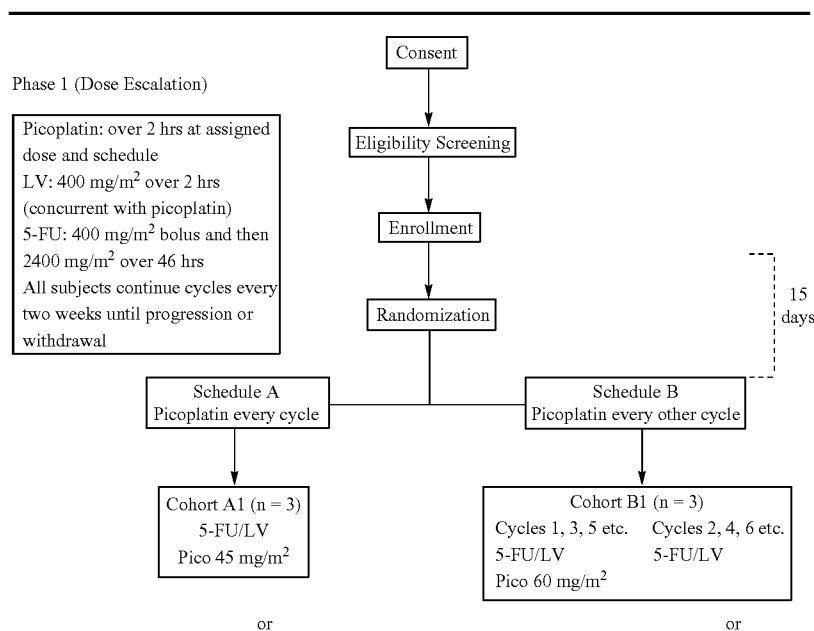 Consent
Phase 1 (Dose Escalation)
Picoplatin: over 2 hrs at assigned
dose and schedule
LV: 400 mg/m² over 2 hrs
(concurrent with picoplatin)
5-FU: 400 mg/m² bolus and then
2400 mg/m² over 46 hrs
All subjects continue cycles every
two weeks until progression or
withdrawal
Eligibility Screening
Enrollment
Randomization
15
days
Schedule A
Picoplatin every cycle
Schedule B
Picoplatin every other cycle
Cohort A1 (n = 3)
5-FU/LV
Pico 45 mg/m²
Cohort B1 (n = 3)
Cycles 1, 3, 5 etc. Cycles 2, 4, 6 etc.
5-FU/LV 5-FU/LV
Pico 60 mg/m²
or or